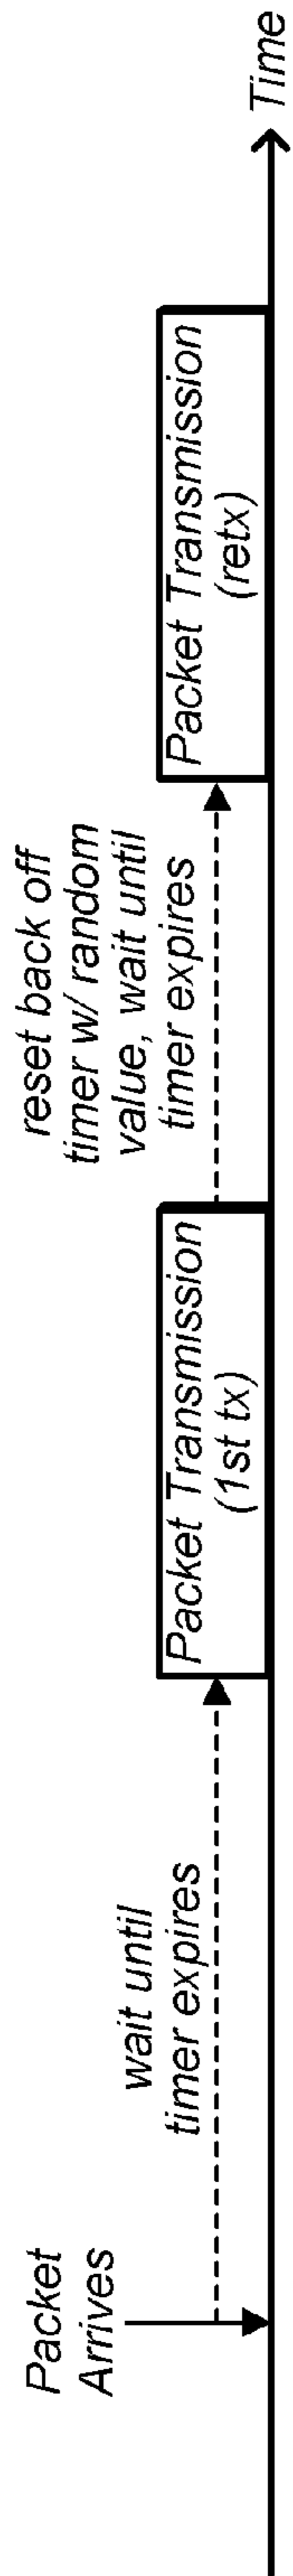 Packet
Arrives
wait until
timer expires
Packet Transmission
(1st tx)
reset back off
timer w/ random
value, wait until
timer expires
Packet Transmission
(retx)
Time